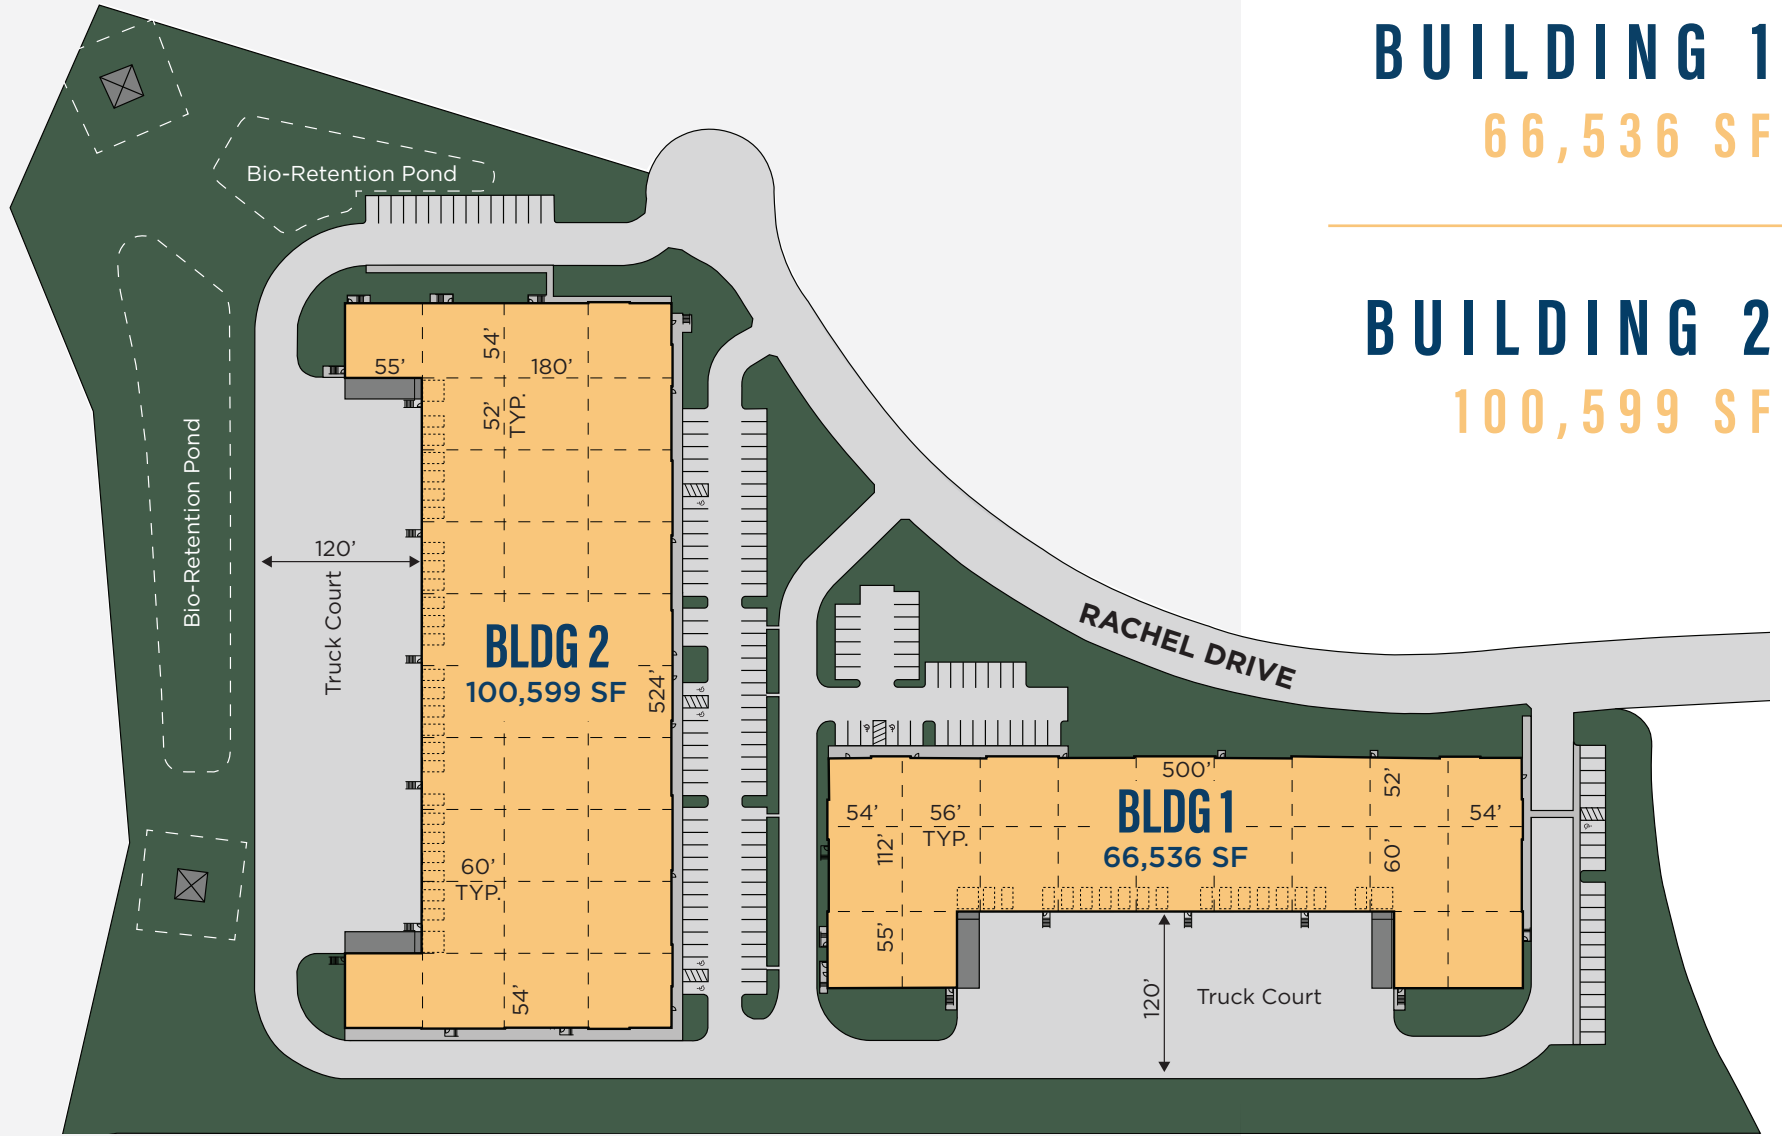 BUILDING 1
66,536 SF
BUILDING 2
100,599 SF
Bio-Retention Pond
Bio-Retention Pond
54'
55'
180'
52'
TYP.
120'
Truck Court
BLDG 2
100,599 SF
524'
60'
TYP.
54'
RACHEL DRIVE
500'
52'
54'
56'
TYP.
BLDG 1
66,536 SF
54'
112'
60'
55'
120'
Truck Court